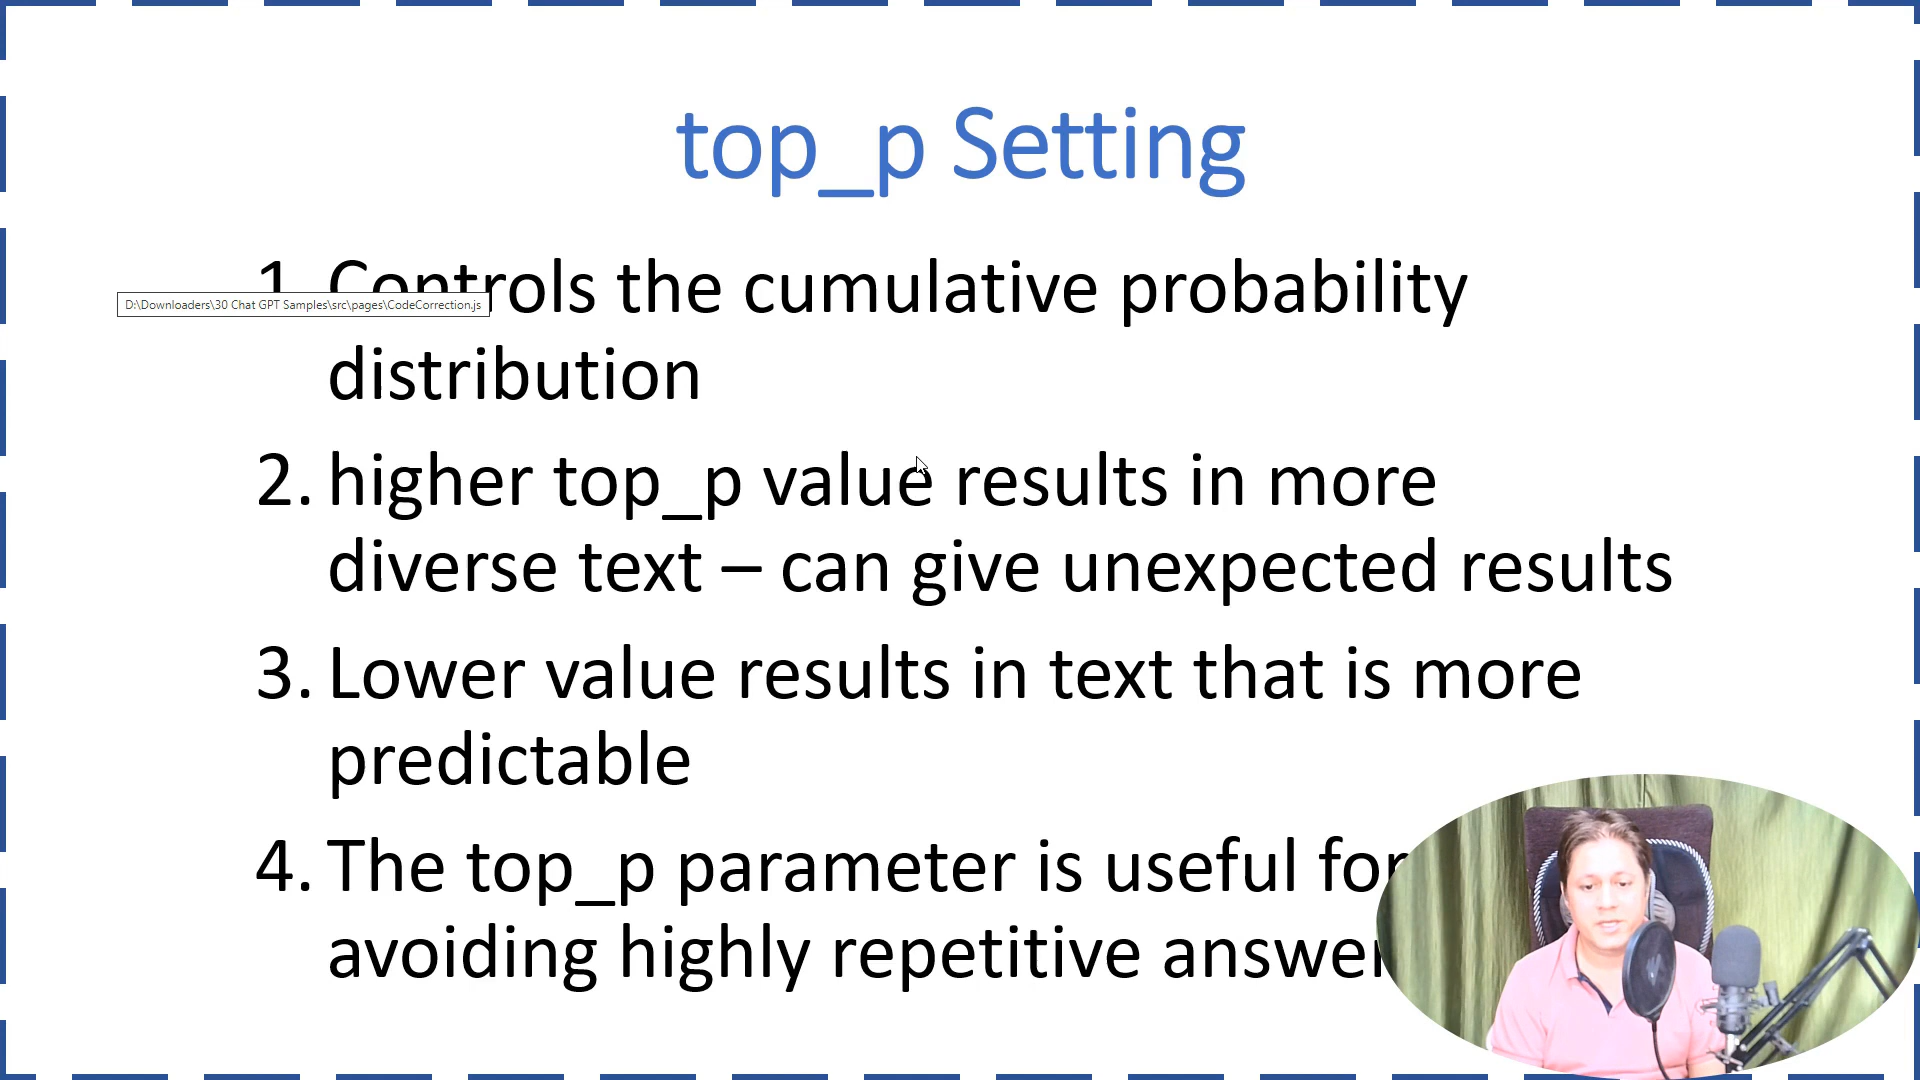 top_p Setting
1. Controls the cumulative probability
D:\Downloaders\30 Chat GPT Samples\src\pages\CodeCorrection.js
distribution
2. higher top_p value results in more
diverse text – can give unexpected results
3. Lower value results in text that is more
predictable
4. The top_p parameter is useful for
avoiding highly repetitive